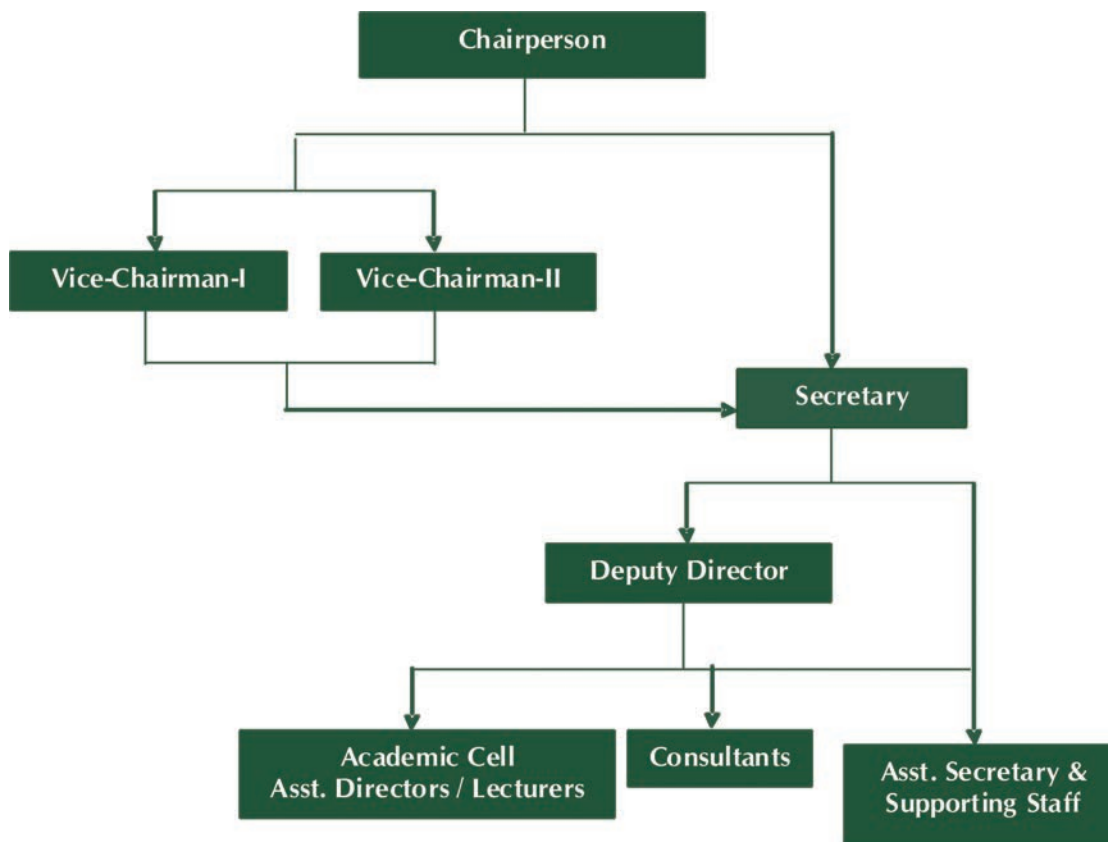 Chairperson
Vice-Chairman-I
Vice-Chairman-II
Secretary
Deputy Director
Academic Cell
Asst. Directors / Lecturers
Consultants
Asst. Secretary &
Supporting Staff